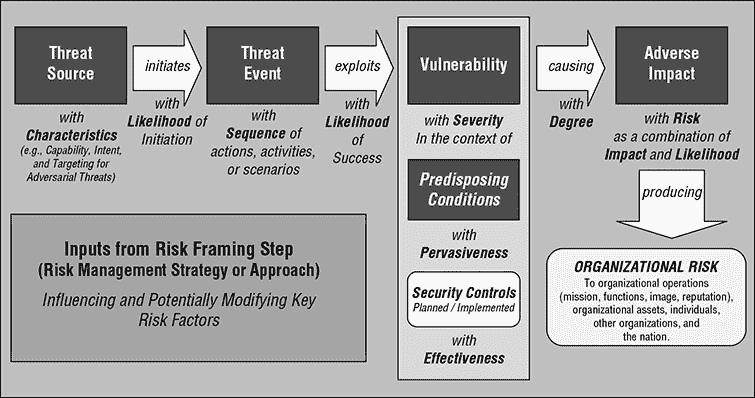 Threat
Source
with
Characteristics
(e.g., Capability, Intent,
and Targeting for
Adversarial Threats)
initiates
with
Likelihood of
Initiation
Threat
Event
with
Sequence of
actions, activities,
or scenarios
exploits
with
Likelihood
of
Success
Vulnerability
with Severity
In the context of
Predisposing
Conditions
with
Pervasiveness
Security Controls
Planned / Implemented
with
Effectiveness
causing
with
Degree
Adverse
Impact
with Risk
as a combination of
Impact and Likelihood
producing
ORGANIZATIONAL RISK
To organizational operations
(mission, functions, image, reputation),
organizational assets, individuals,
other organizations, and
the nation.
Inputs from Risk Framing Step
(Risk Management Strategy or Approach)
Influencing and Potentially Modifying Key
Risk Factors